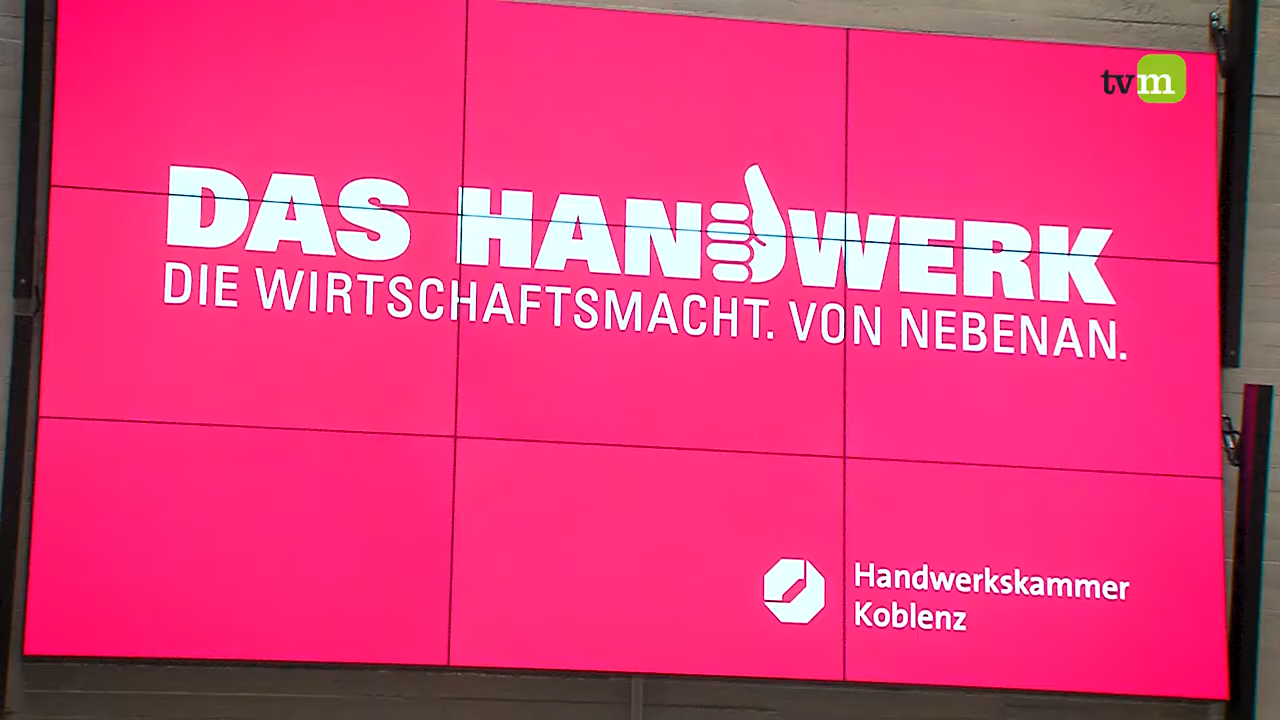 tvm
DAS HANDWERK
DIE WIRTSCHAFTSMACHT. VON NEBENAN.
Handwerkskammer
Koblenz